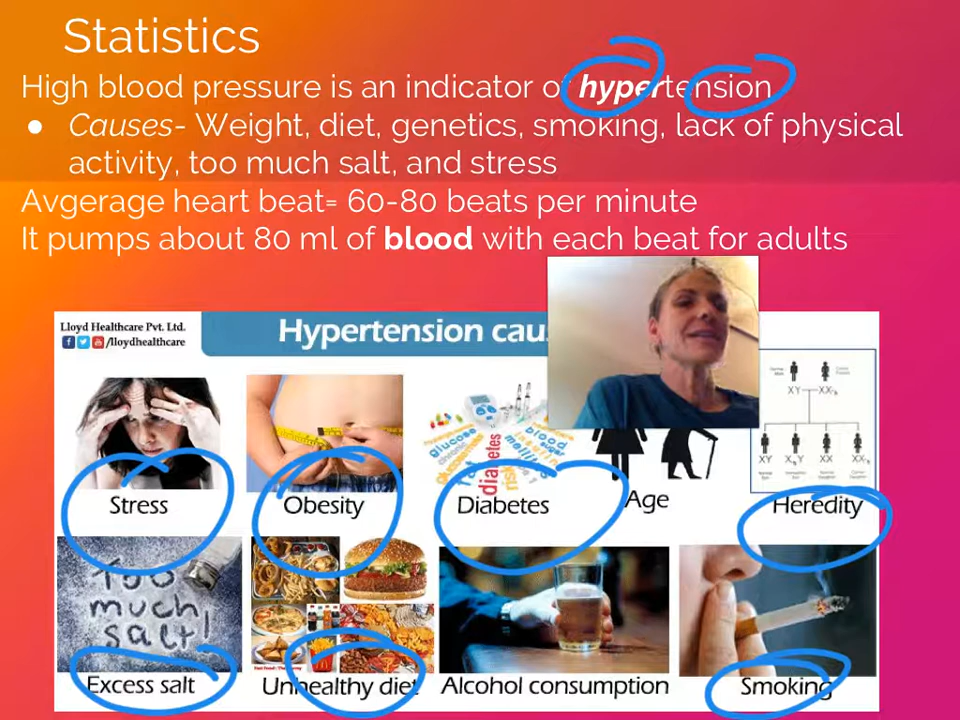 Statistics
High blood pressure is an indicator of hypertension
● Causes- Weight, diet, genetics, smoking, lack of physical
activity, too much salt, and stress
Avgerage heart beat= 60-80 beats per minute
It pumps about 80 ml of blood with each beat for adults
Lloyd Healthcare Pvt. Ltd.
/lloydhealthcare
Hypertension cau
glucose
diabetes
blood
risk
XY XX
XY XY XX XX
Stress
Obesity
Diabetes
Age
Heredity
Too
much
salt!
Excess salt
Unhealthy diet
Alcohol consumption
Smoking